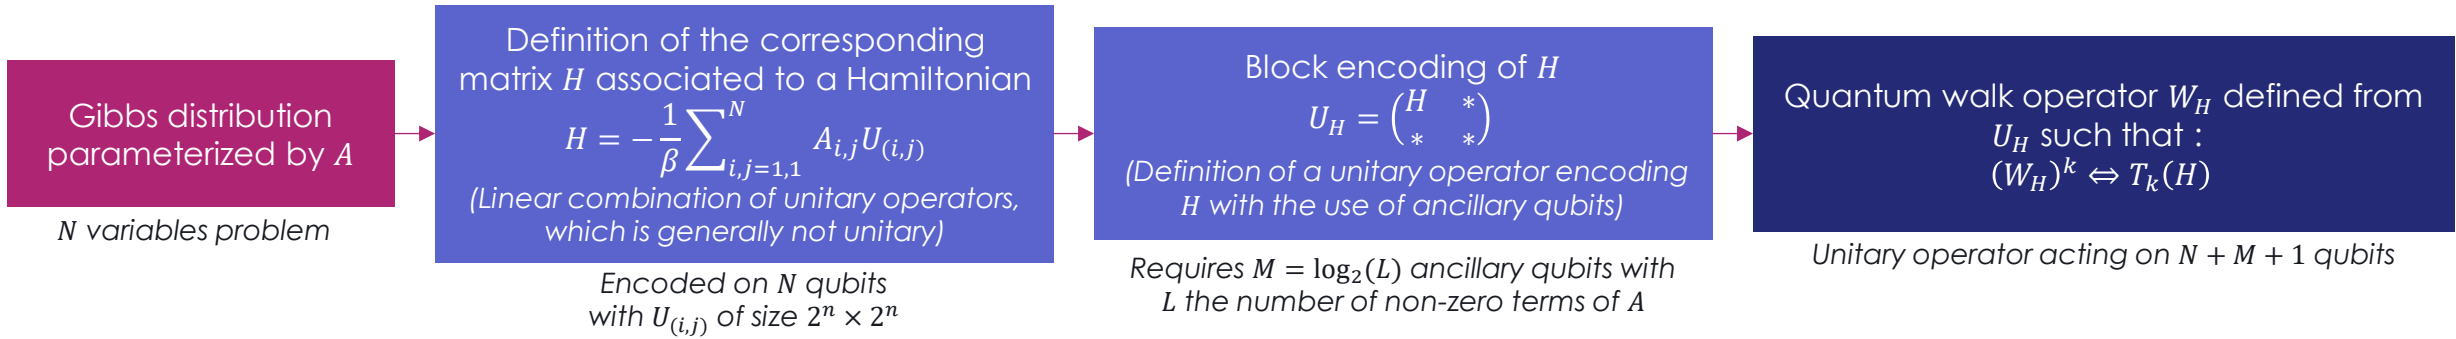 Gibbs distribution
parameterized by A
N variables problem
Definition of the corresponding
matrix H associated to a Hamiltonian
H = −1/β ∑_{i,j=1,1}^{N} A_{i,j}U_{(i,j)}
(Linear combination of unitary operators,
which is generally not unitary)
Encoded on N qubits
with U_{(i,j)} of size 2^n × 2^n
Block encoding of H
U_H = (H * * *)
(Definition of a unitary operator encoding
H with the use of ancillary qubits)
Requires M = log_2(L) ancillary qubits with
L the number of non-zero terms of A
Quantum walk operator W_H defined from
U_H such that :
(W_H)^k ⇔ T_k(H)
Unitary operator acting on N + M + 1 qubits